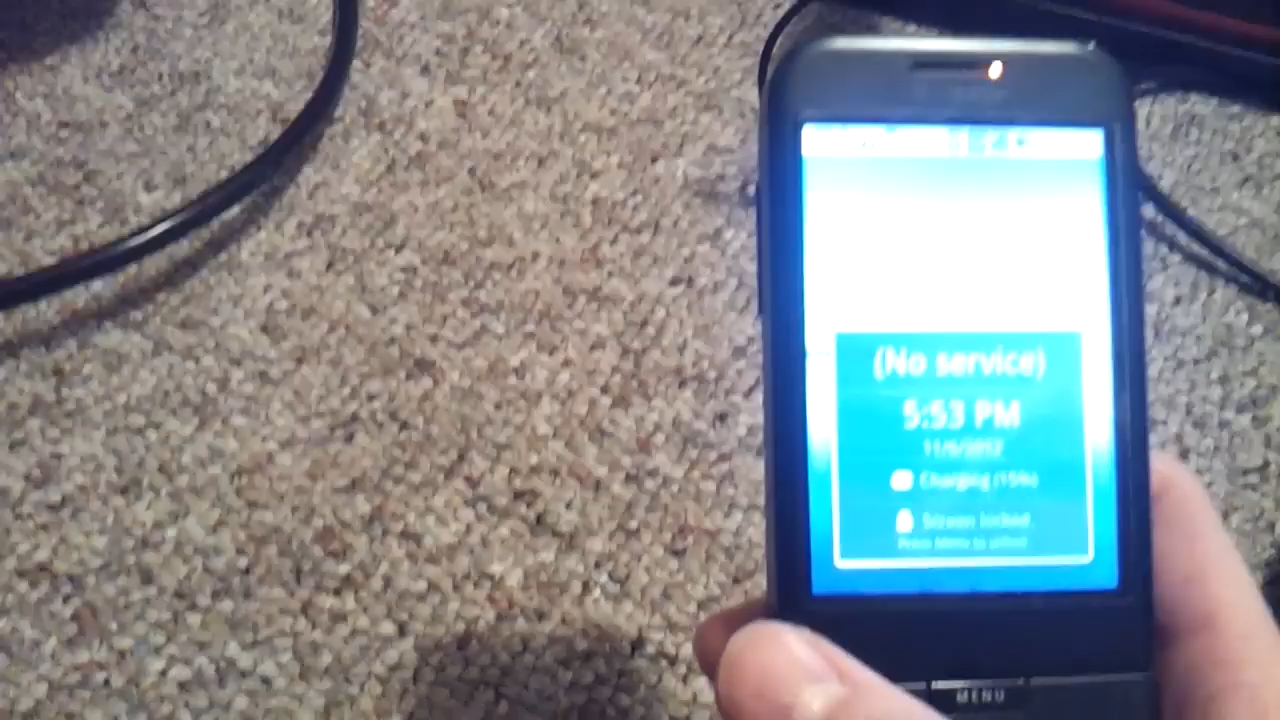 (No service)
5:53 PM
11/6/2012
Charging (15%)
Screen locked.
Press Menu to unlock.
MENU